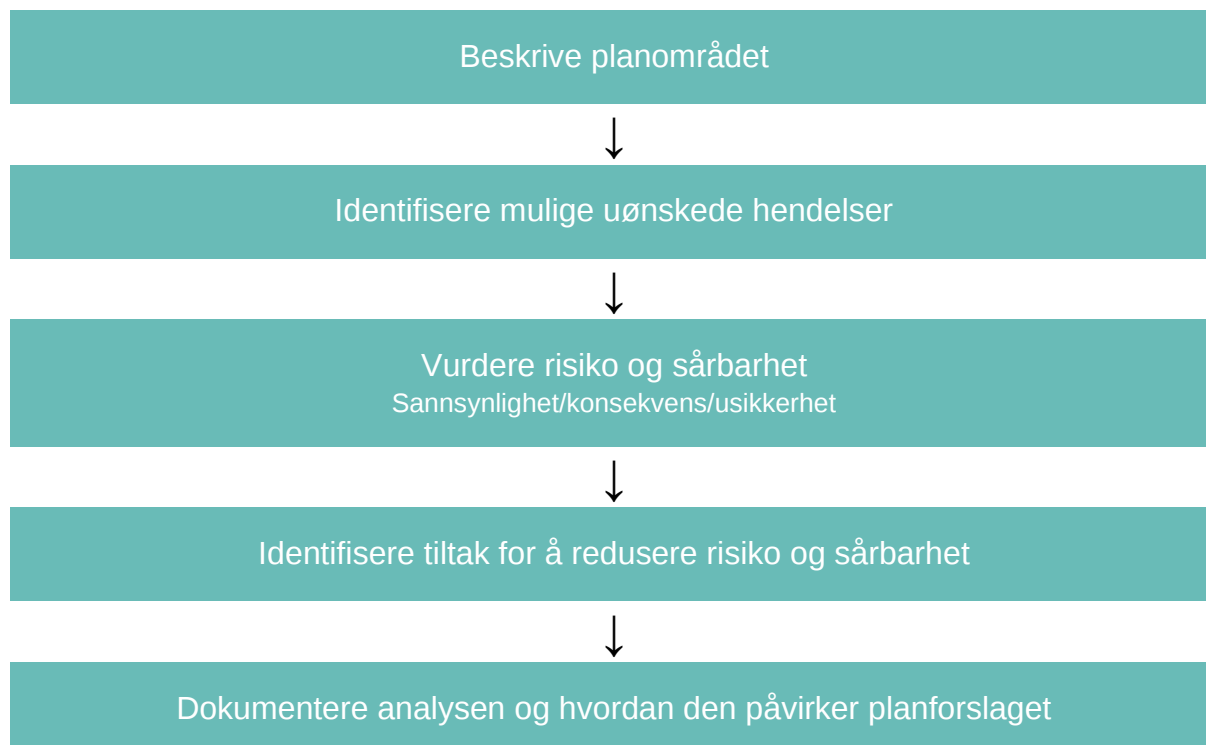 Beskrive planområdet
Identifisere mulige uønskede hendelser
Vurdere risiko og sårbarhet
Sannsynlighet/konsekvens/usikkerhet
Identifisere tiltak for å redusere risiko og sårbarhet
Dokumentere analysen og hvordan den påvirker planforslaget